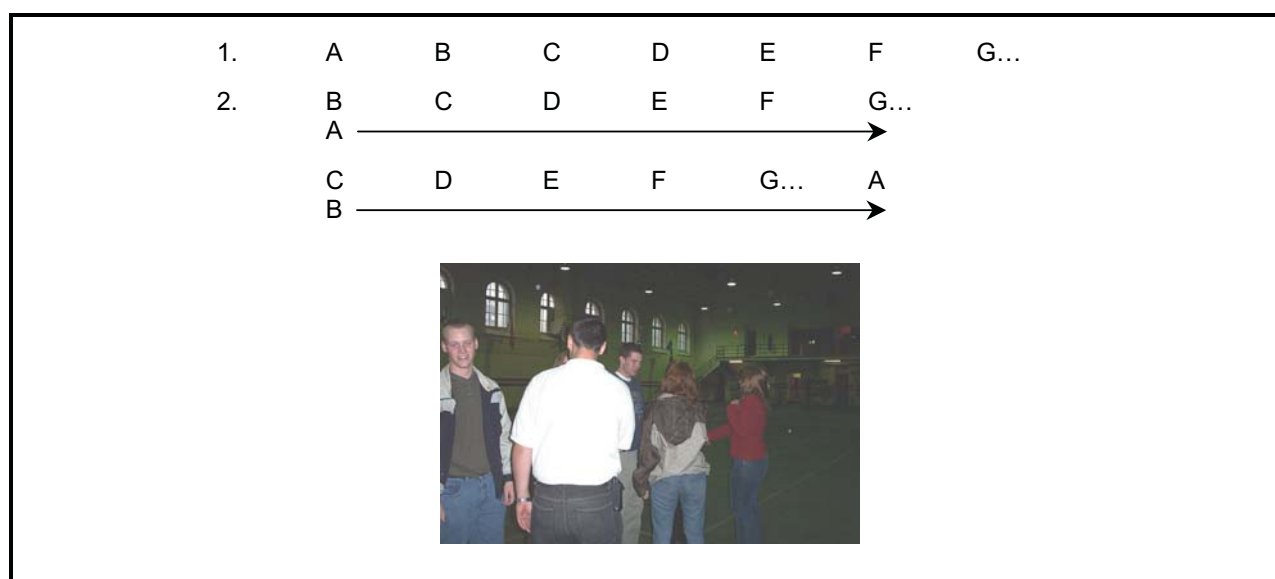 1. A B C D E F G…
2. B C D E F G…
A
C D E F G… A
B